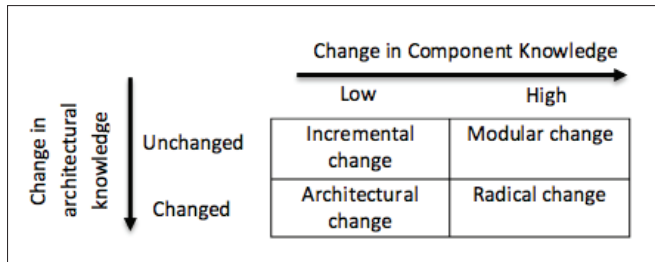 Change in Component Knowledge
Low High
Change in
architectural
knowledge
Unchanged
Incremental
change
Modular change
Changed
Architectural
change
Radical change